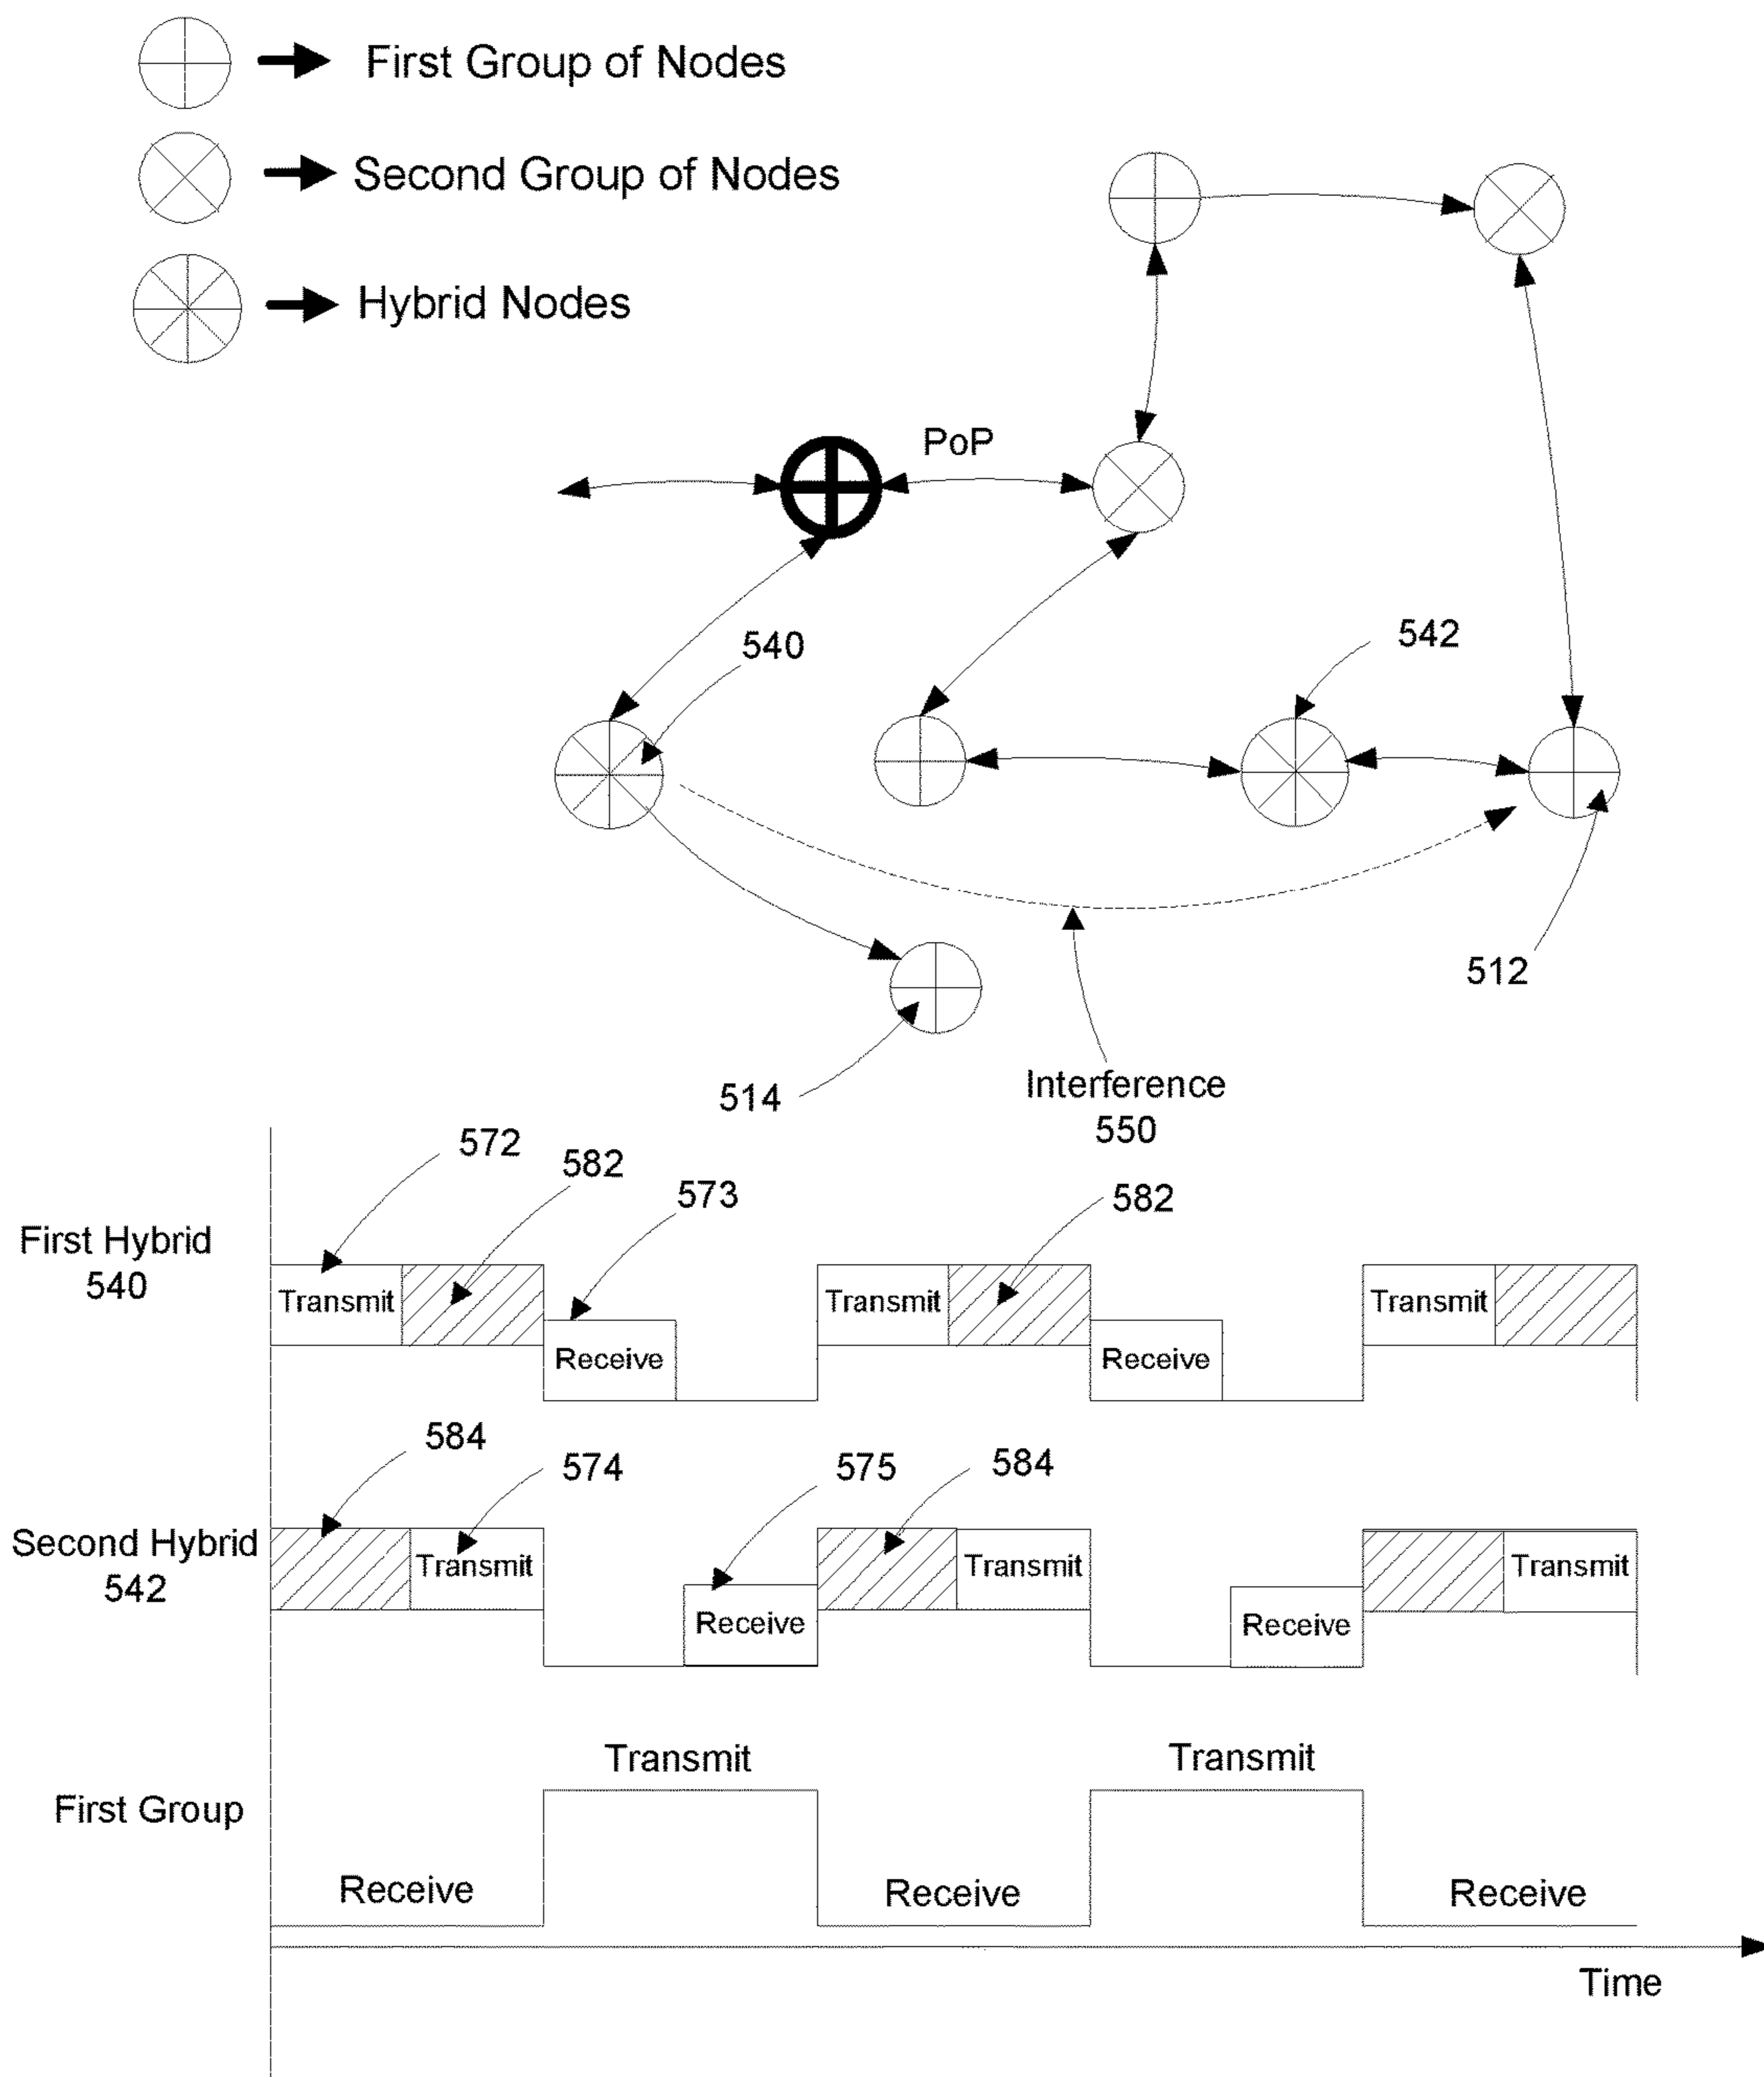 First Group of Nodes
Second Group of Nodes
Hybrid Nodes
PoP
540
542
512
514
Interference
550
572
582
573
582
First Hybrid
540
Transmit
Transmit
Transmit
Receive
Receive
584
574
575
584
Second Hybrid
542
Transmit
Transmit
Transmit
Receive
Receive
Transmit
Transmit
First Group
Receive
Receive
Receive
Time